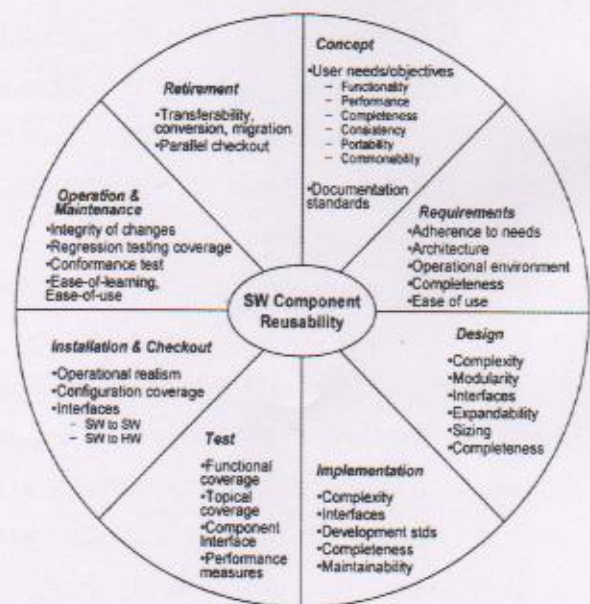 Concept
•User needs/objectives
– Functionality
– Performance
– Completeness
– Consistency
– Portability
– Commonability
•Documentation
standards
Requirements
•Adherence to needs
•Architecture
•Operational environment
•Completeness
•Ease of use
Design
•Complexity
•Modularity
•Interfaces
•Expandability
•Sizing
•Completeness
Implementation
•Complexity
•Interfaces
•Development stds
•Completeness
•Maintainability
Test
•Functional
coverage
•Topical
coverage
•Component
Interface
•Performance
measures
Installation & Checkout
•Operational realism
•Configuration coverage
•Interfaces
– SW to SW
– SW to HW
Operation &
Maintenance
•Integrity of changes
•Regression testing coverage
•Conformance test
•Ease-of-learning,
Ease-of-use
Retirement
•Transferability,
conversion, migration
•Parallel checkout
SW Component
Reusability